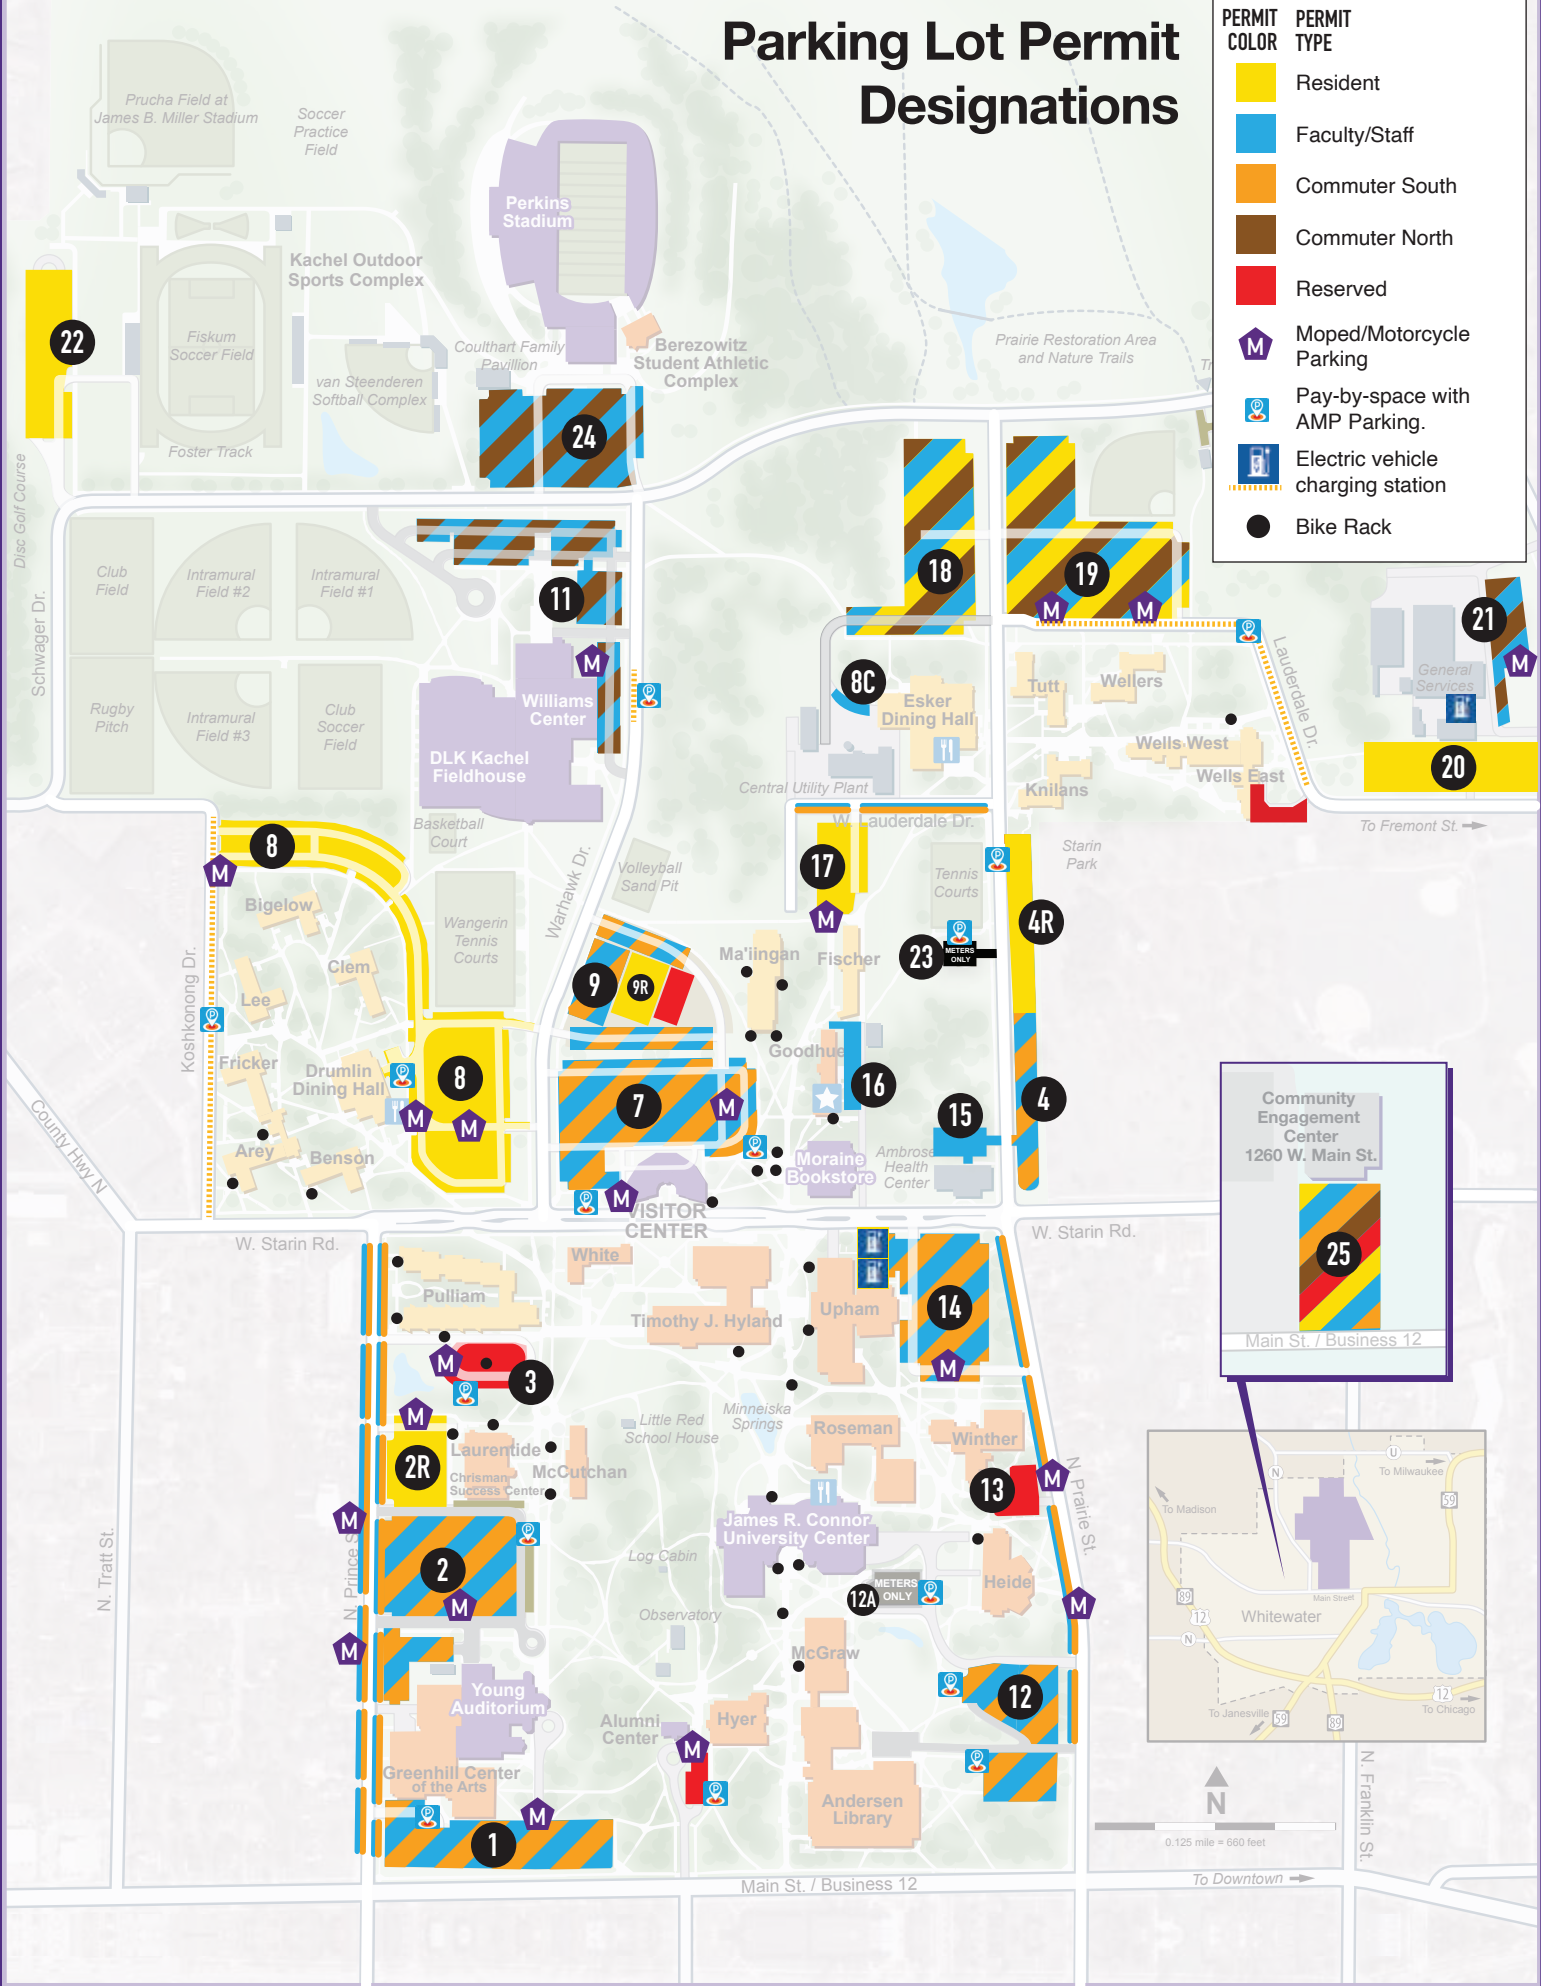 Parking Lot Permit
Designations
PERMIT
COLOR
PERMIT
TYPE
Resident
Faculty/Staff
Commuter South
Commuter North
Reserved
M
Moped/Motorcycle
Parking
P
Pay-by-space with
AMP Parking.
Electric vehicle
charging station
Bike Rack
Prucha Field at
James B. Miller Stadium
Soccer
Practice
Field
Perkins
Stadium
Kachel Outdoor
Sports Complex
22
Fiskum
Soccer Field
Coulthart Family
Pavillion
Berezowitz
Student Athletic
Complex
Prairie Restoration Area
and Nature Trails
van Steenderen
Softball Complex
Foster Track
24
Disc Golf Course
Schwager Dr.
Club
Field
Intramural
Field #2
Intramural
Field #1
11
18
19
M
M
P
21
M
General
Services
Lauderdale Dr.
20
To Fremont St.
Rugby
Pitch
Intramural
Field #3
Club
Soccer
Field
M
Williams
Center
P
DLK Kachel
Fieldhouse
8C
Esker
Dining Hall
Tutt
Wellers
Wells West
Wells East
Knilans
Central Utility Plant
W. Lauderdale Dr.
Basketball
Court
8
M
Warhawk Dr.
Volleyball
Sand Pit
17
M
Tennis
Courts
P
Starin
Park
4R
Bigelow
Wangerin
Tennis
Courts
Koshkonong Dr.
Clem
Lee
P
9
9R
Ma'iingan
Fischer
P
23
METERS
ONLY
Fricker
Drumlin
Dining Hall
P
8
M
M
Goodhue
16
7
M
15
4
County Hwy N
Arey
Benson
P
Moraine
Bookstore
Ambrose
Health
Center
P
M
VISITOR
CENTER
W. Starin Rd.
W. Starin Rd.
Community
Engagement
Center
1260 W. Main St.
25
Main St. / Business 12
White
Pulliam
Timothy J. Hyland
Upham
14
M
M
P
3
M
2R
Laurentide
Chrisman
Success Center
McCutchan
Little Red
School House
Minneiska
Springs
Roseman
Winther
13
M
N Prairie St.
M
N. Prince S
N. Tratt St.
2
M
P
James R. Connor
University Center
Log Cabin
METERS
ONLY
12A
P
Heide
M
Observatory
M
McGraw
Young
Auditorium
P
12
Alumni
Center
Hyer
M
P
P
Greenhill Center
of the Arts
P
M
1
Andersen
Library
U
N
To Milwaukee
59
To Madison
89
12
N
Main Street
Whitewater
12
To Chicago
To Janesville
59
89
N
0.125 mile = 660 feet
N. Franklin St.
To Downtown
Main St. / Business 12